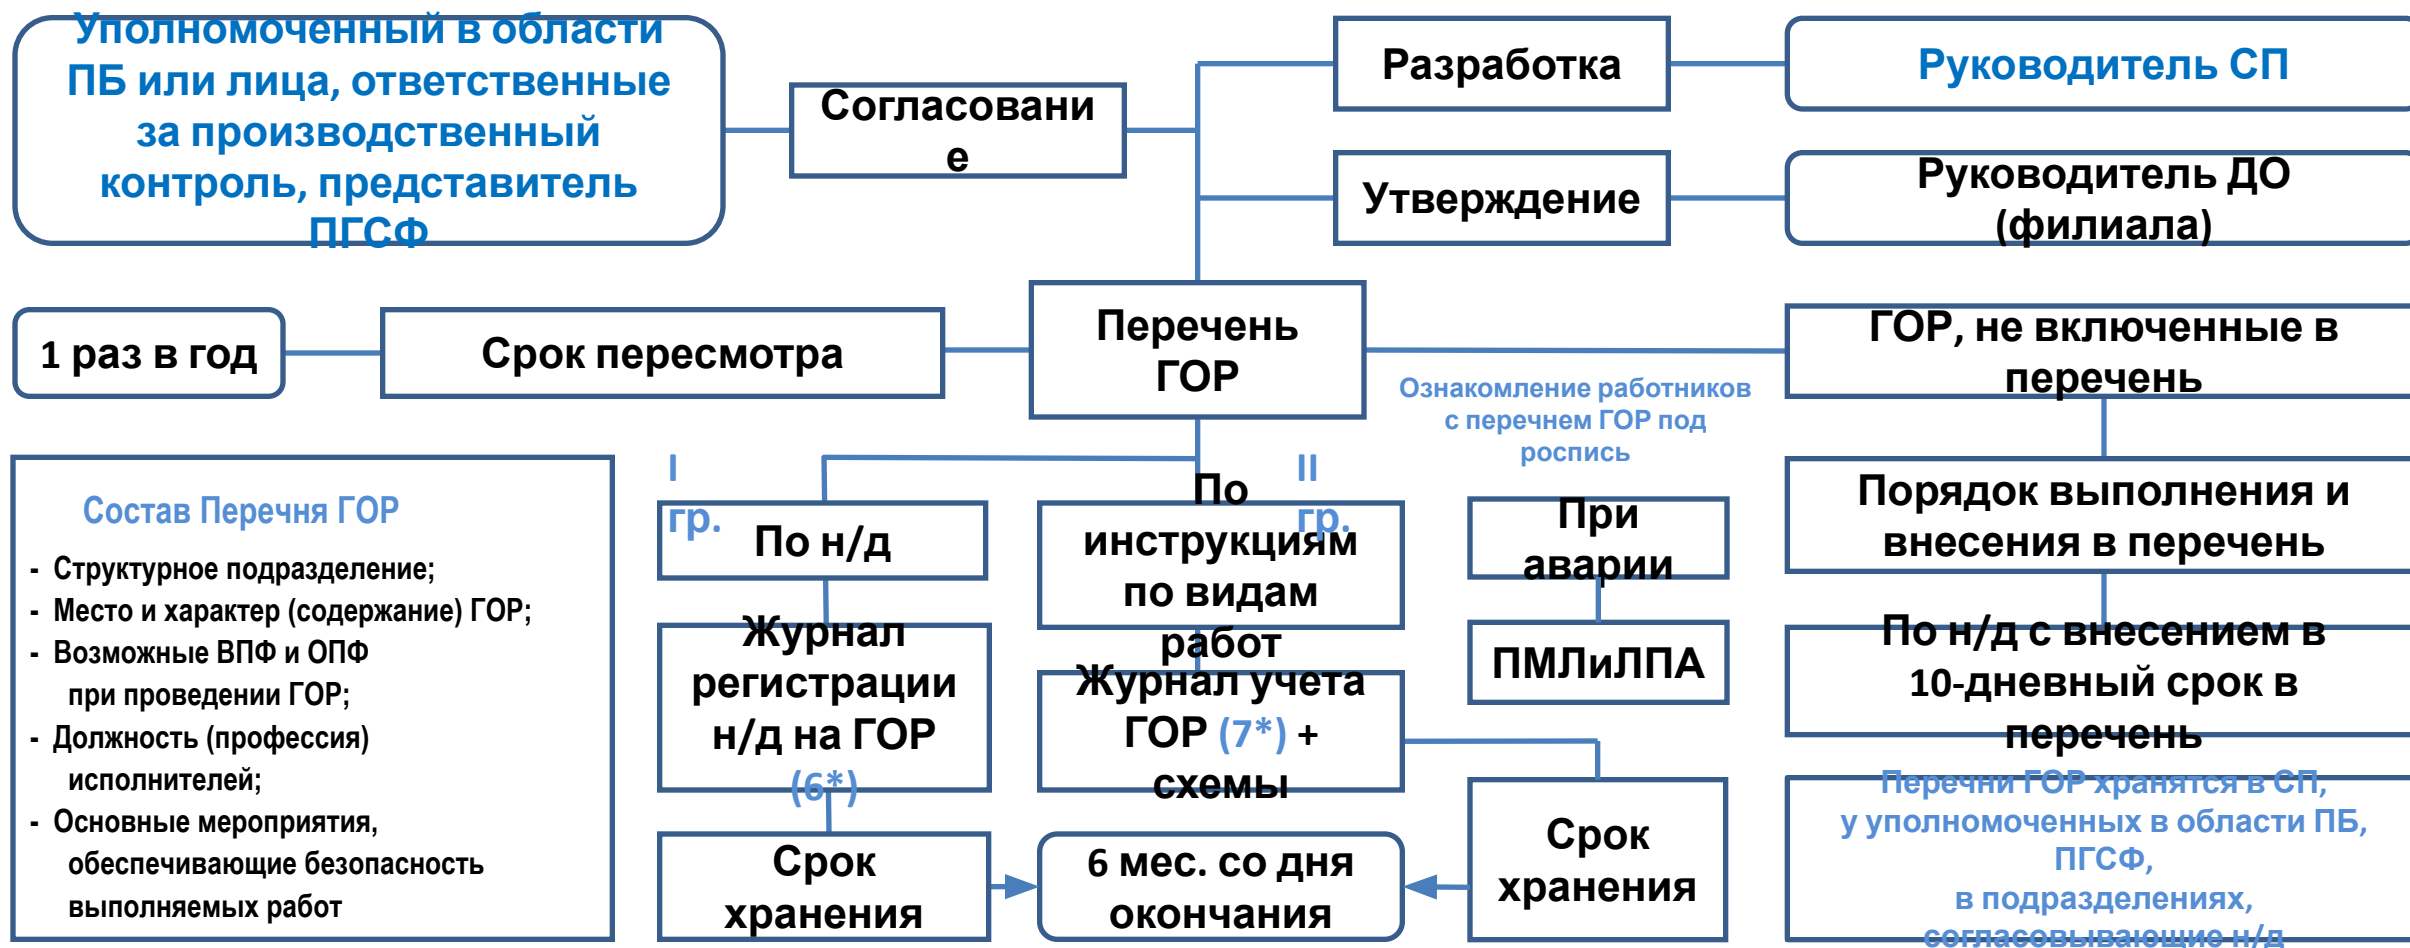 Уполномоченный в области
ПБ или лица, ответственные
за производственный
контроль, представитель
ПГСФ
Согласовани
е
Разработка
Руководитель СП
Утверждение
Руководитель ДО
(филиала)
1 раз в год
Срок пересмотра
Перечень
ГОР
ГОР, не включенные в
перечень
Ознакомление работников
с перечнем ГОР под
роспись
Состав Перечня ГОР
- Структурное подразделение;
- Место и характер (содержание) ГОР;
- Возможные ВПФ и ОПФ
при проведении ГОР;
- Должность (профессия)
исполнителей;
- Основные мероприятия,
обеспечивающие безопасность
выполняемых работ
I
гр.
По н/д
Журнал
регистрации
н/д на ГОР
(6*)
Срок
хранения
II
гр.
По
инструкциям
по видам
работ
Журнал учета
ГОР (7*) +
схемы
6 мес. со дня
окончания
При
аварии
ПМЛиЛПА
Срок
хранения
Порядок выполнения и
внесения в перечень
По н/д с внесением в
10-дневный срок в
перечень
Перечни ГОР хранятся в СП,
у уполномоченных в области ПБ,
ПГСФ,
в подразделениях,
согласовывающие н/д